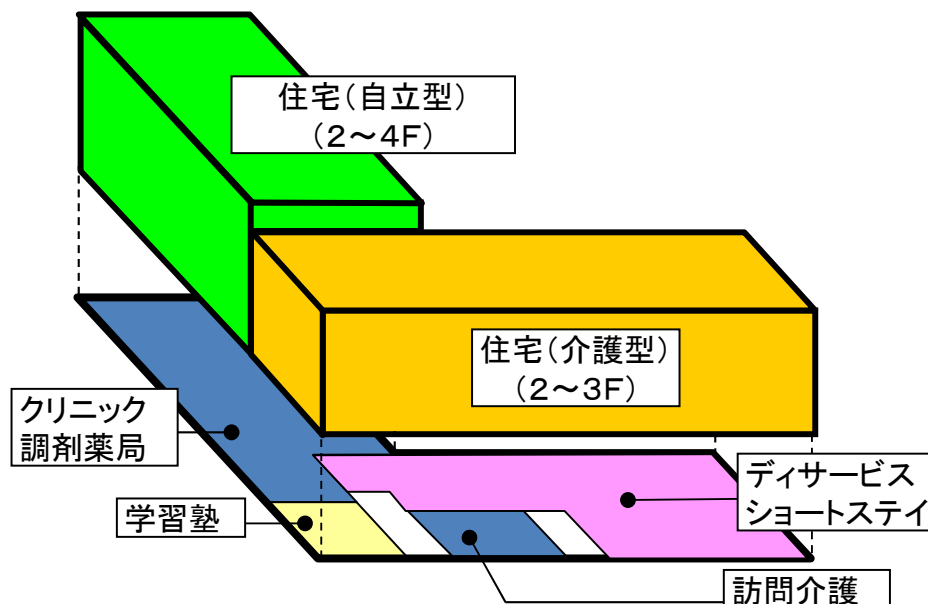 住宅(自立型)
(2～4F)
住宅(介護型)
(2～3F)
クリニック
調剤薬局
学習塾
ディサービス
ショートステイ
訪問介護